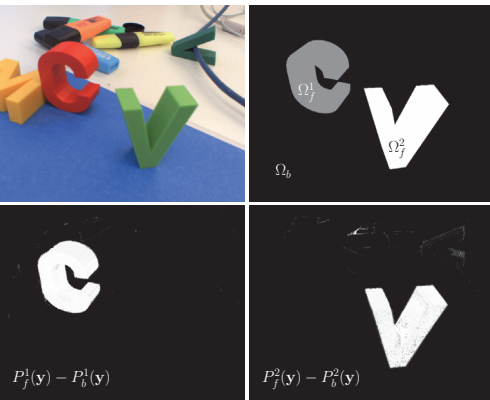 C
V
Ω_f^1
Ω_f^2
Ω_b
P_f^1(y) − P_b^1(y)
P_f^2(y) − P_b^2(y)